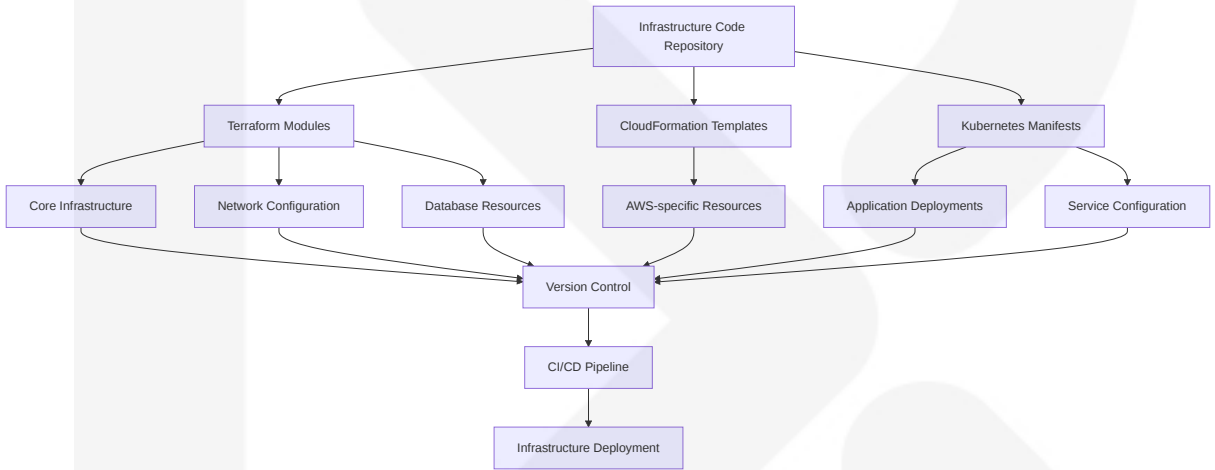 Infrastructure Code
Repository
Terraform Modules
CloudFormation Templates
Kubernetes Manifests
Core Infrastructure
Network Configuration
Database Resources
AWS-specific Resources
Application Deployments
Service Configuration
Version Control
CI/CD Pipeline
Infrastructure Deployment